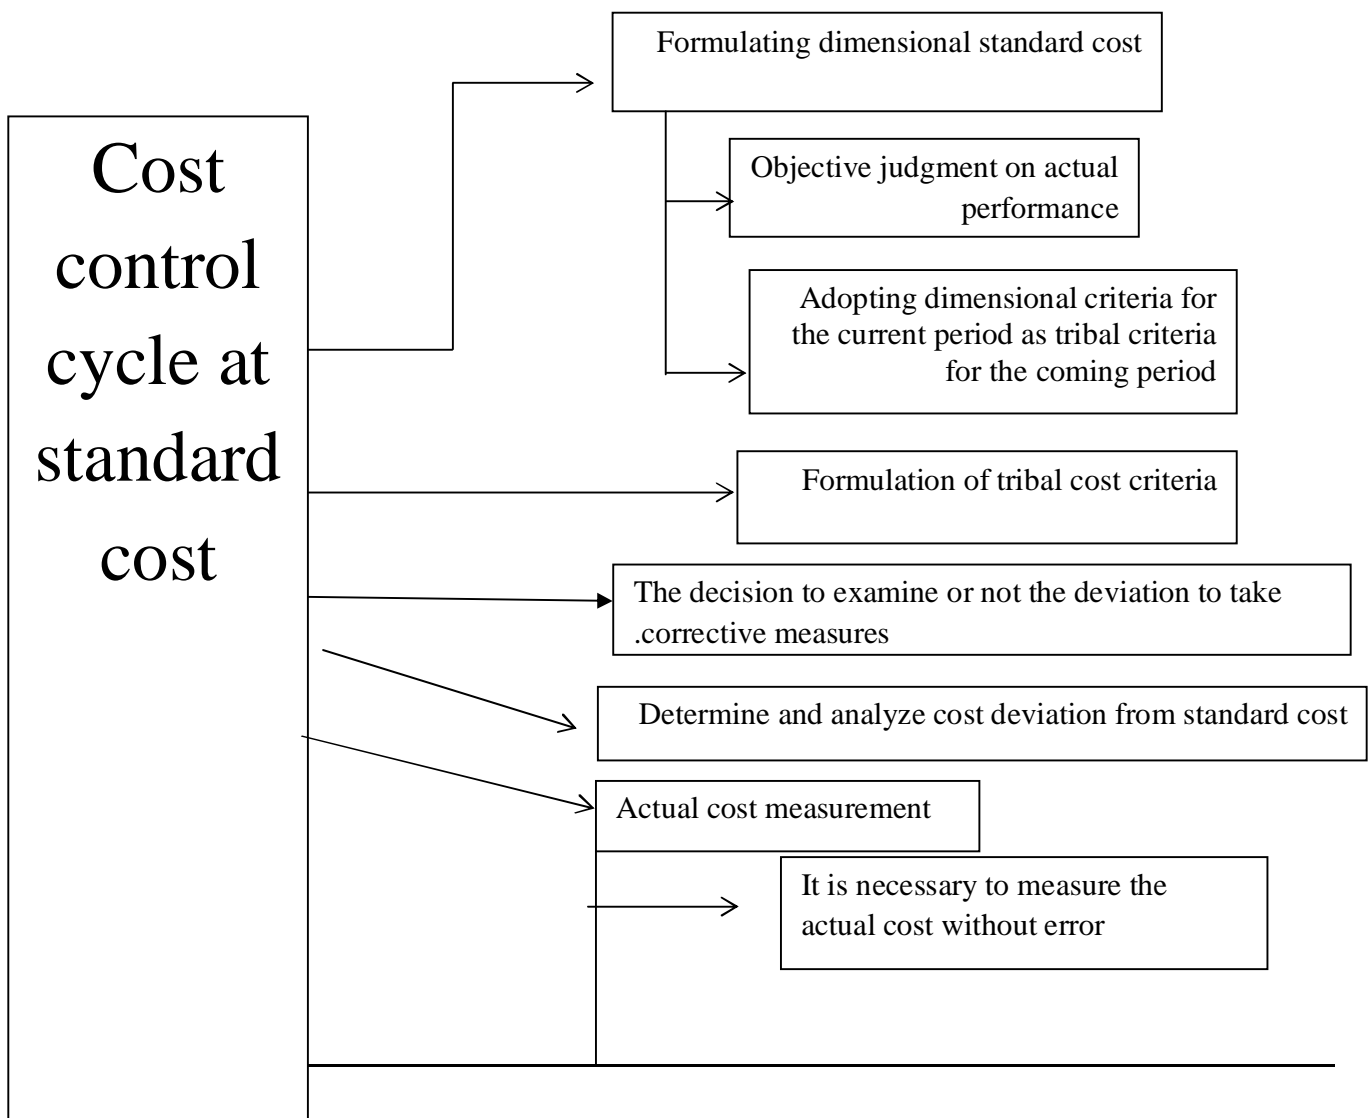 Cost
control
cycle at
standard
cost
Formulating dimensional standard cost
Objective judgment on actual
performance
Adopting dimensional criteria for
the current period as tribal criteria
for the coming period
Formulation of tribal cost criteria
The decision to examine or not the deviation to take
.corrective measures
Determine and analyze cost deviation from standard cost
Actual cost measurement
It is necessary to measure the
actual cost without error